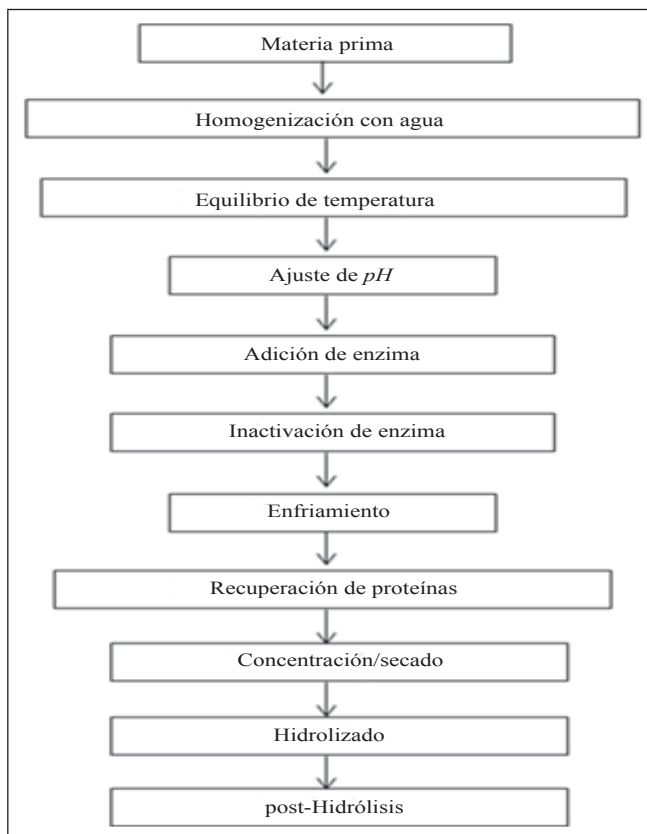 Materia prima
Homogenización con agua
Equilibrio de temperatura
Ajuste de pH
Adición de enzima
Inactivación de enzima
Enfriamiento
Recuperación de proteínas
Concentración/secado
Hidrolizado
post-Hidrólisis